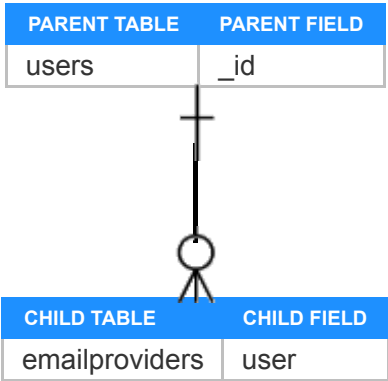 PARENT TABLE PARENT FIELD
users _id
CHILD TABLE CHILD FIELD
emailproviders user